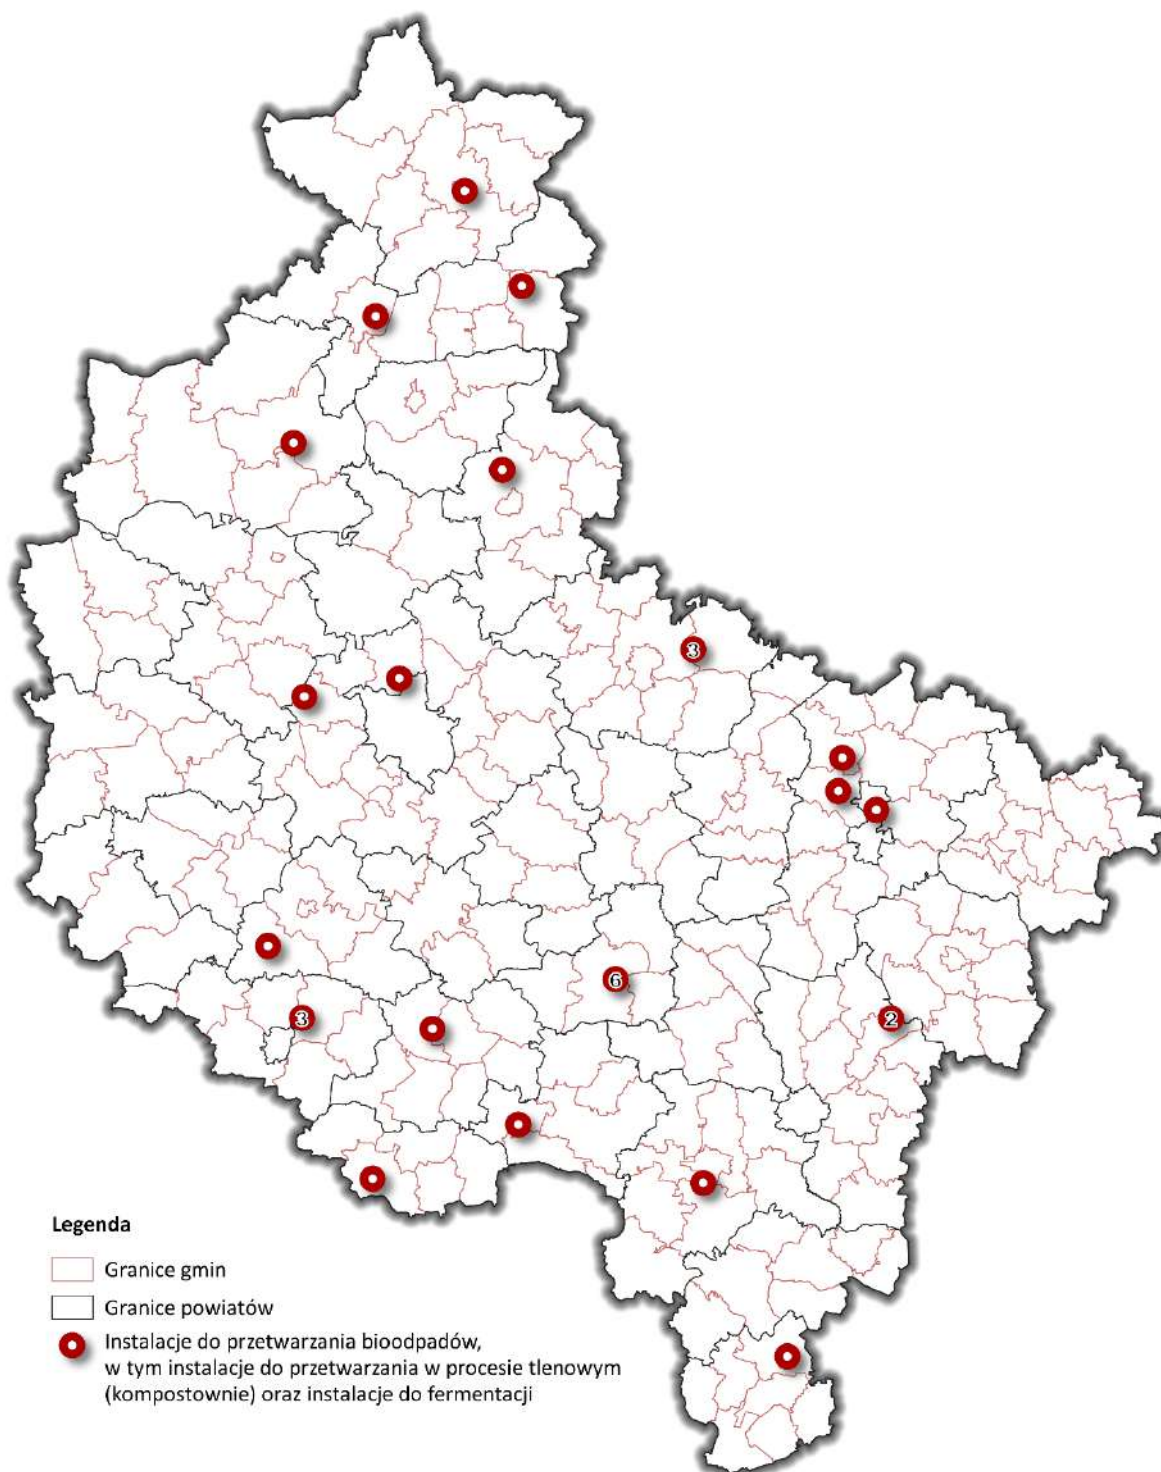 3
6
3
2
Legenda
Granice gmin
Granice powiatów
Instalacje do przetwarzania bioodpadów,
w tym instalacje do przetwarzania w procesie tlenowym
(kompostownie) oraz instalacje do fermentacji